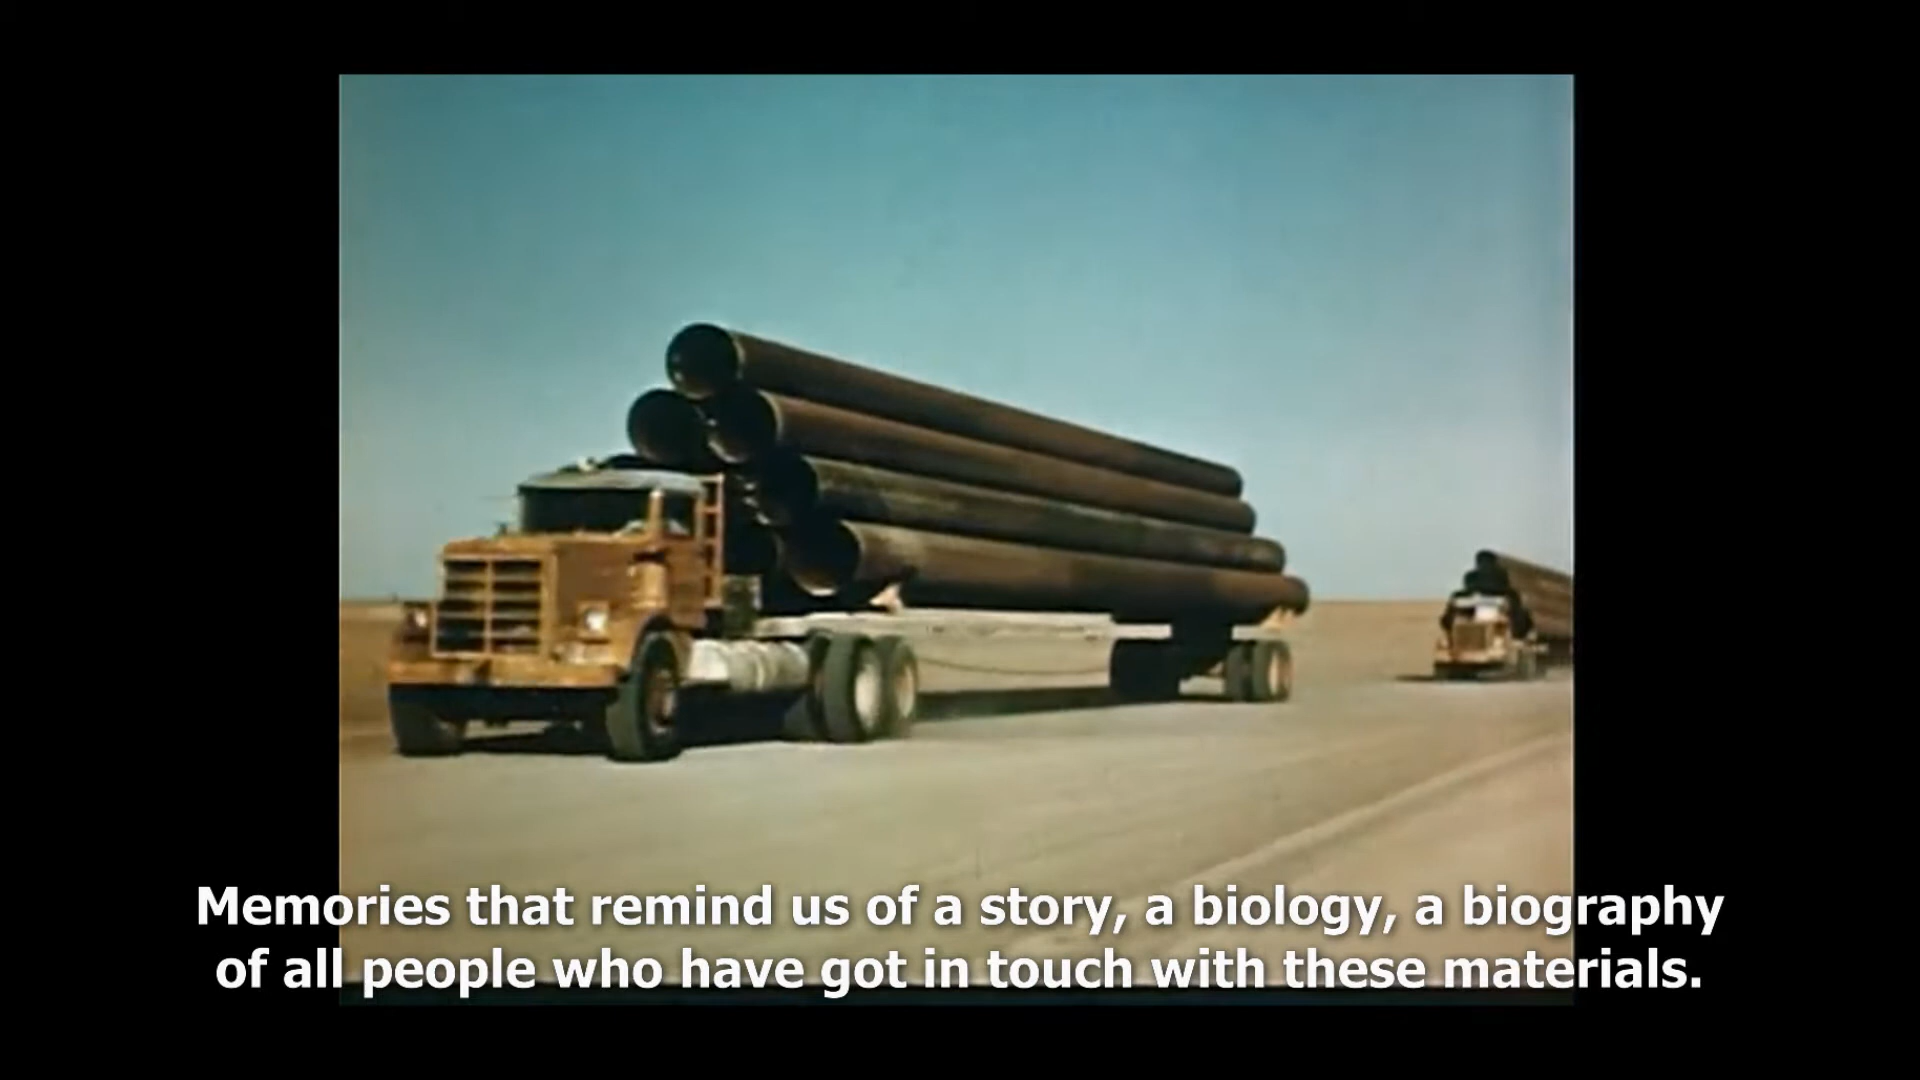 Memories that remind us of a story, a biology, a biography
of all people who have got in touch with these materials.